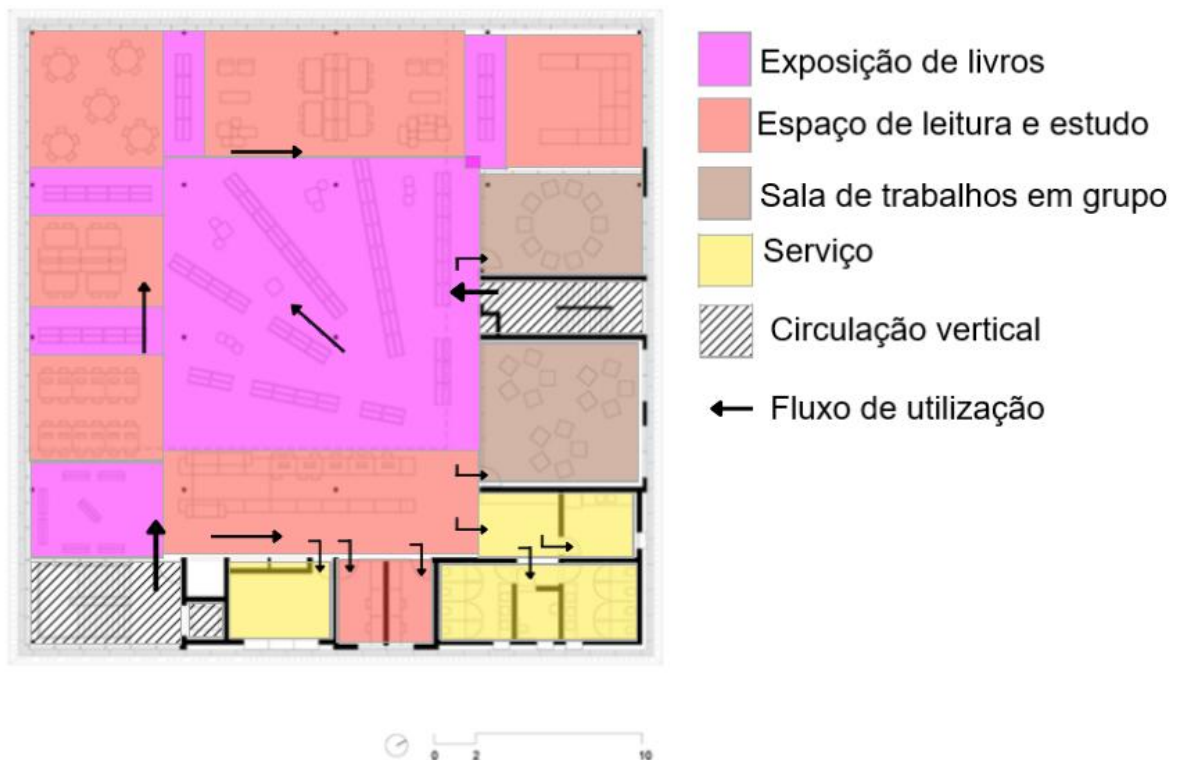 Exposição de livros
Espaço de leitura e estudo
Sala de trabalhos em grupo
Serviço
Circulação vertical
Fluxo de utilização
0 2 10